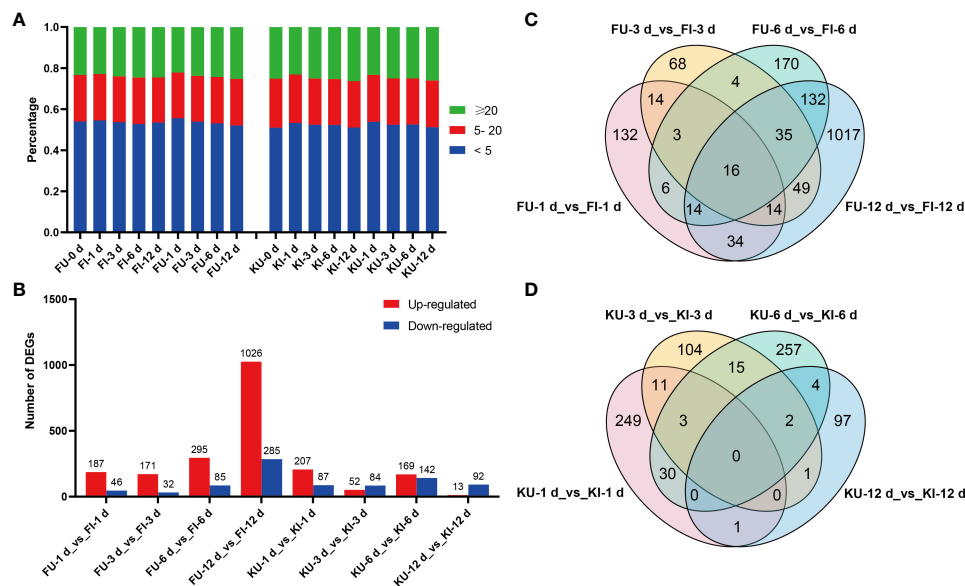 A
Percentage
1.0
0.8
0.6
0.4
0.2
0.0
FU-0 d
FI-1 d
FI-3 d
FI-6 d
FI-12 d
FU-1 d
FU-3 d
FU-6 d
FU-12 d
KU-0 d
KI-1 d
KI-3 d
KI-6 d
KI-12 d
KU-1 d
KU-3 d
KU-6 d
KU-12 d
⩾20
5- 20
< 5
B
Number of DEGs
1500
1000
500
0
Up-regulated
Down-regulated
187
46
171
32
295
85
1026
285
207
87
52
84
169
142
13
92
FU-1 d_vs_FI-1 d
FU-3 d_vs_FI-3 d
FU-6 d_vs_FI-6 d
FU-12 d_vs_FI-12 d
KU-1 d_vs_KI-1 d
KU-3 d_vs_KI-3 d
KU-6 d_vs_KI-6 d
KU-12 d_vs_KI-12 d
C
FU-3 d_vs_FI-3 d
FU-6 d_vs_FI-6 d
68
4
170
14
132
132
3
35
1017
16
6
49
14
14
34
FU-1 d_vs_FI-1 d
FU-12 d_vs_FI-12 d
D
KU-3 d_vs_KI-3 d
KU-6 d_vs_KI-6 d
104
15
257
11
4
249
3
2
97
0
30
1
0
0
1
KU-1 d_vs_KI-1 d
KU-12 d_vs_KI-12 d